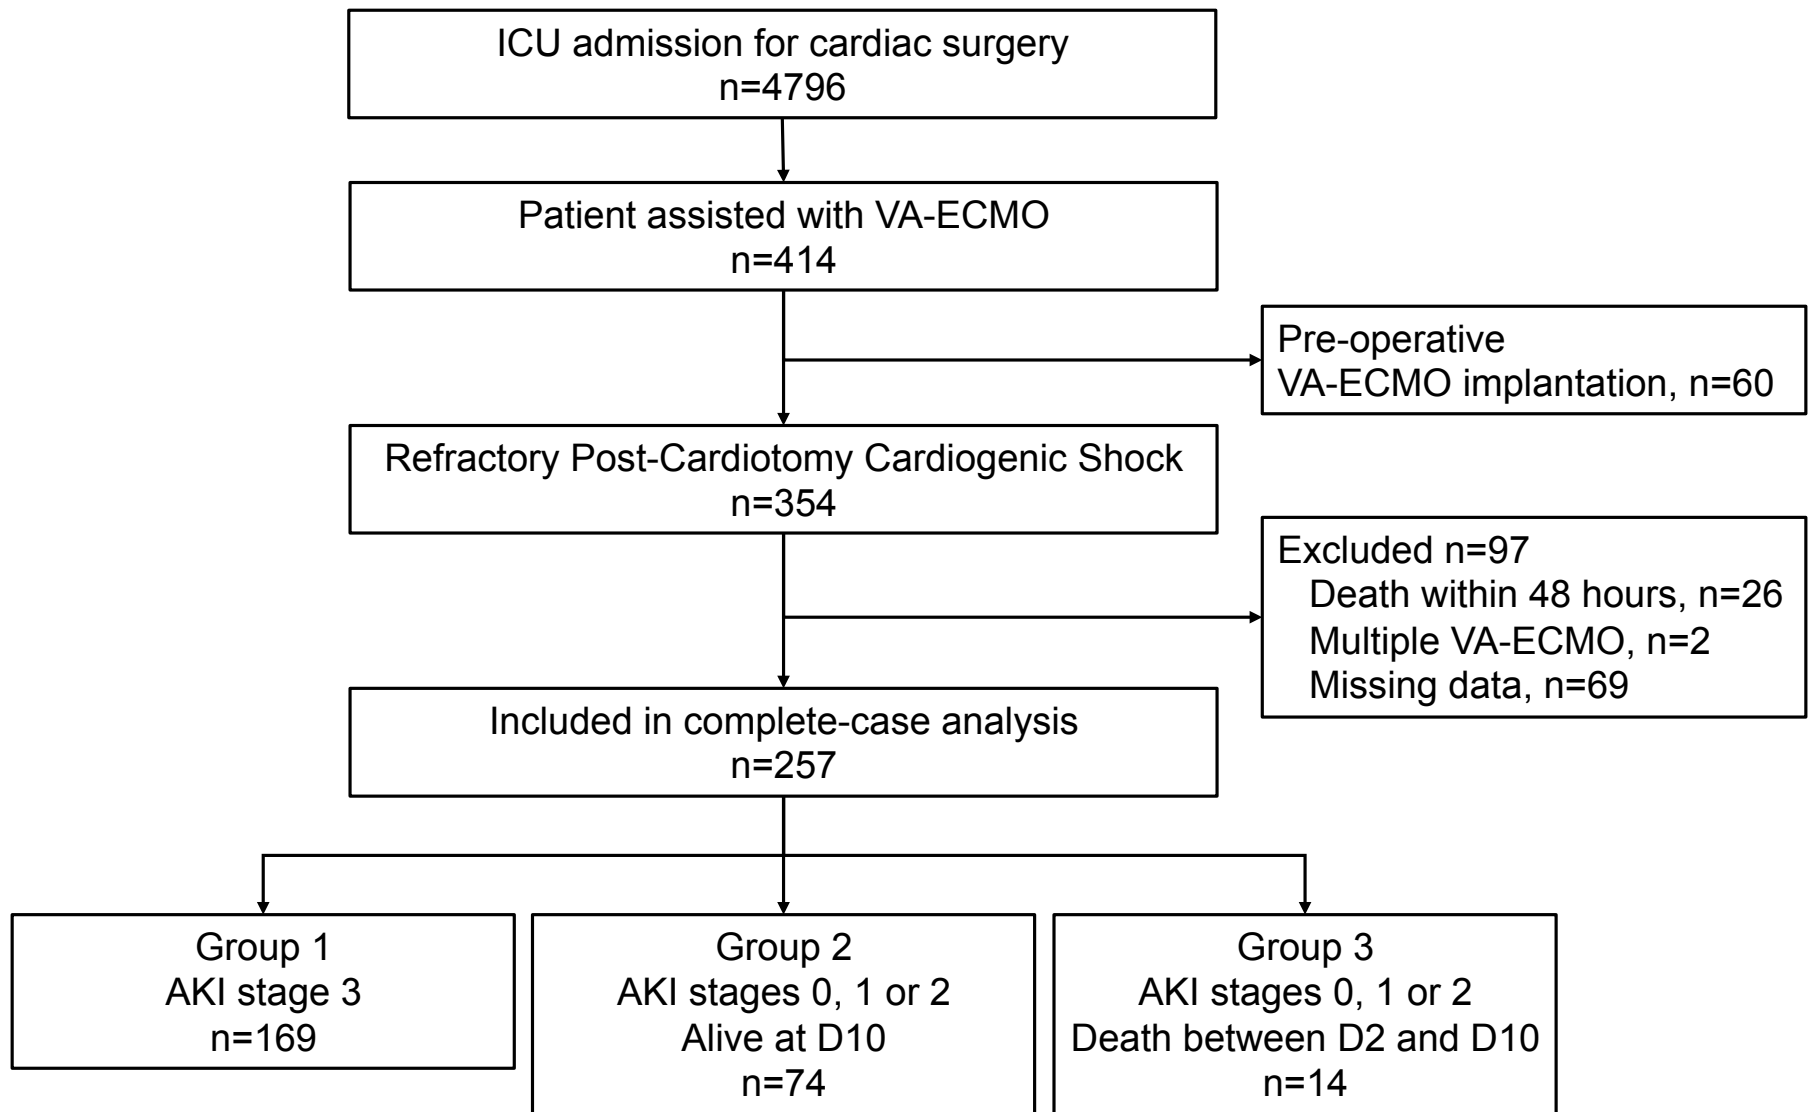 ICU admission for cardiac surgery
n=4796
Patient assisted with VA-ECMO
n=414
Pre-operative
VA-ECMO implantation, n=60
Refractory Post-Cardiotomy Cardiogenic Shock
n=354
Excluded n=97
Death within 48 hours, n=26
Multiple VA-ECMO, n=2
Missing data, n=69
Included in complete-case analysis
n=257
Group 1
AKI stage 3
n=169
Group 2
AKI stages 0, 1 or 2
Alive at D10
n=74
Group 3
AKI stages 0, 1 or 2
Death between D2 and D10
n=14